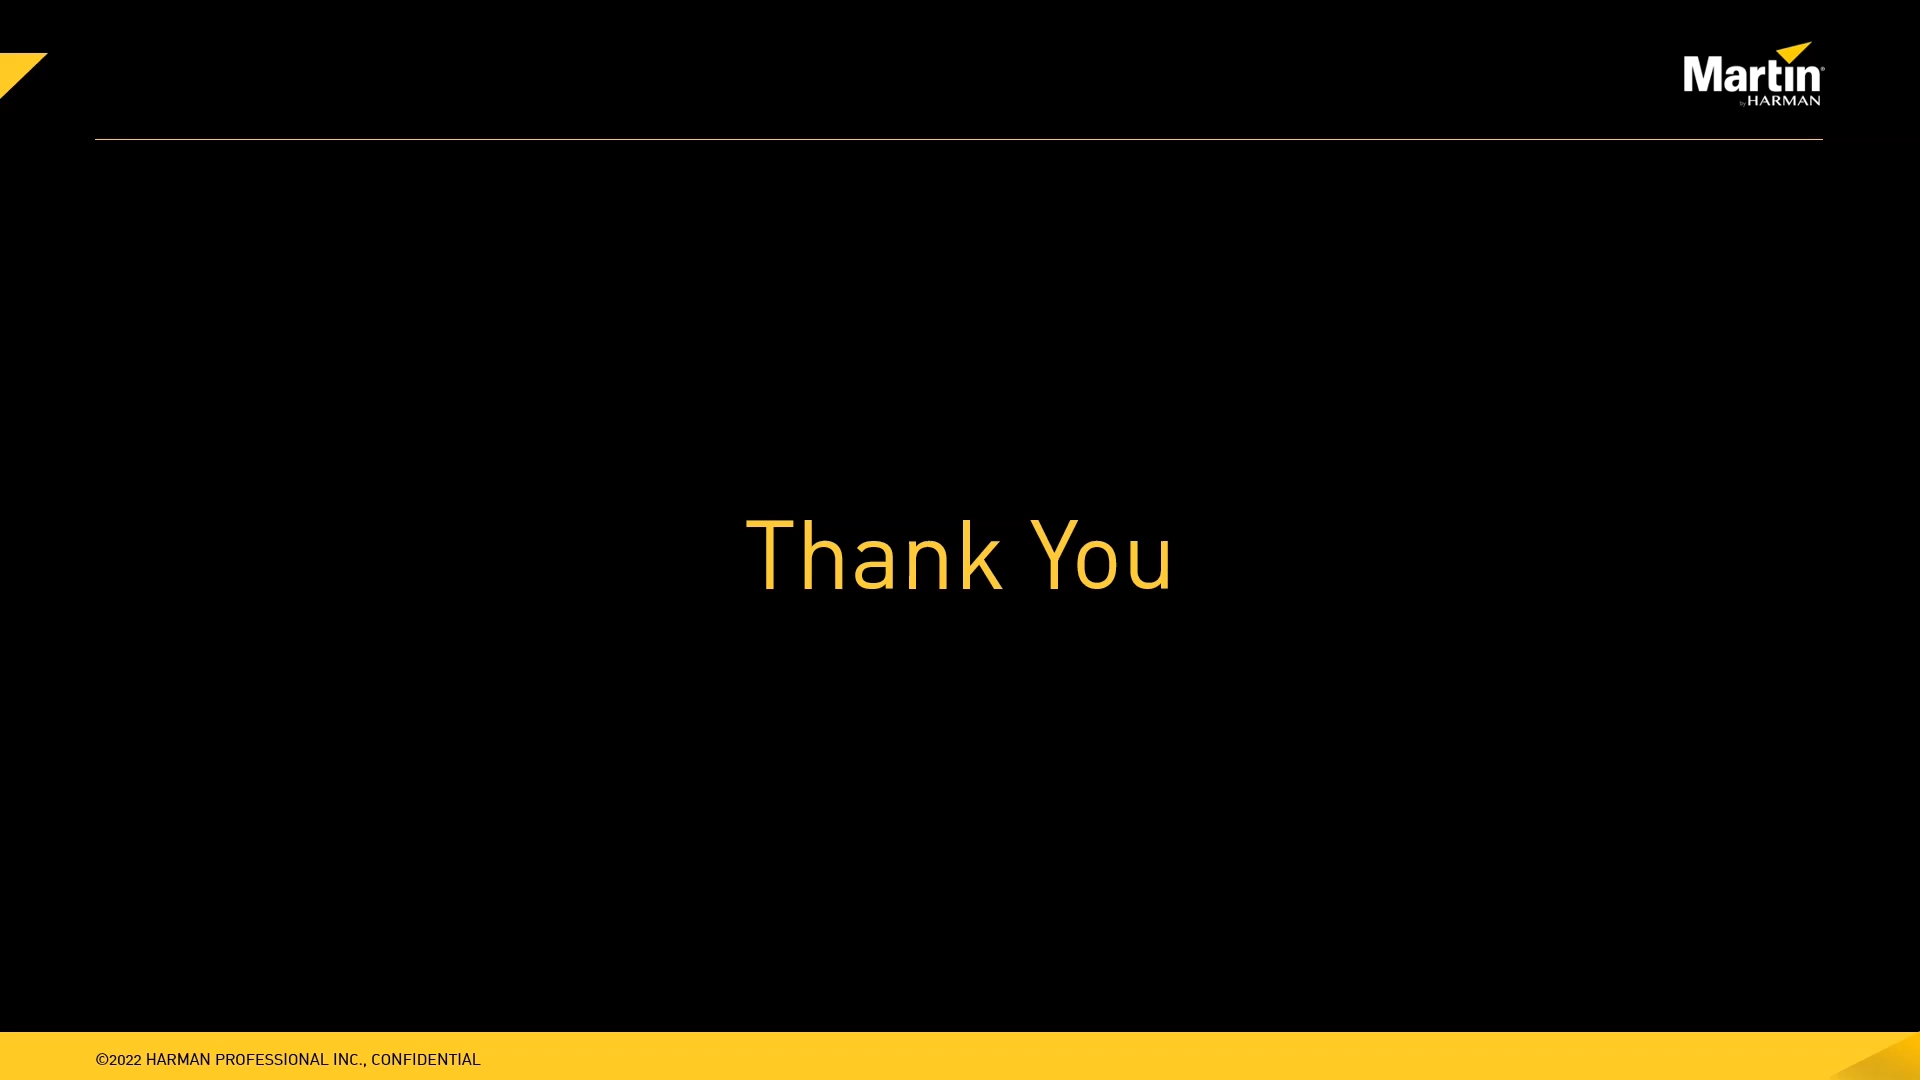 Martin®
by HARMAN
Thank You
©2022 HARMAN PROFESSIONAL INC., CONFIDENTIAL